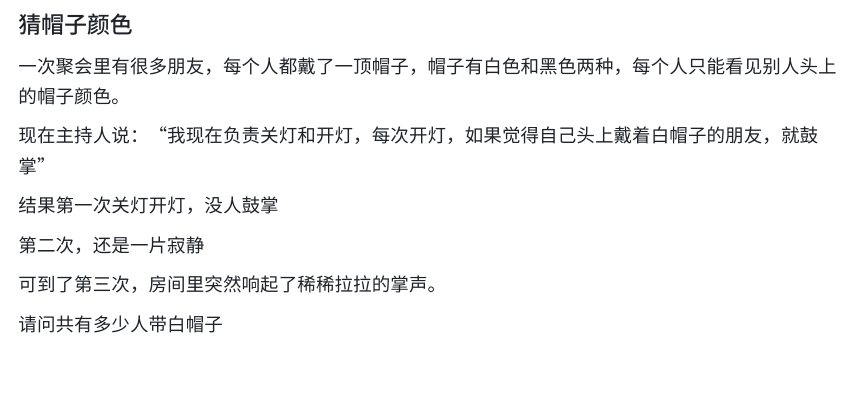 猜帽子颜色
一次聚会里有很多朋友，每个人都戴了一顶帽子，帽子有白色和黑色两种，每个人只能看见别人头上
的帽子颜色。
现在主持人说：“我现在负责关灯和开灯，每次开灯，如果觉得自己头上戴着白帽子的朋友，就鼓
掌”
结果第一次关灯开灯，没人鼓掌
第二次，还是一片寂静
可到了第三次，房间里突然响起了稀稀拉拉的掌声。
请问共有多少人带白帽子